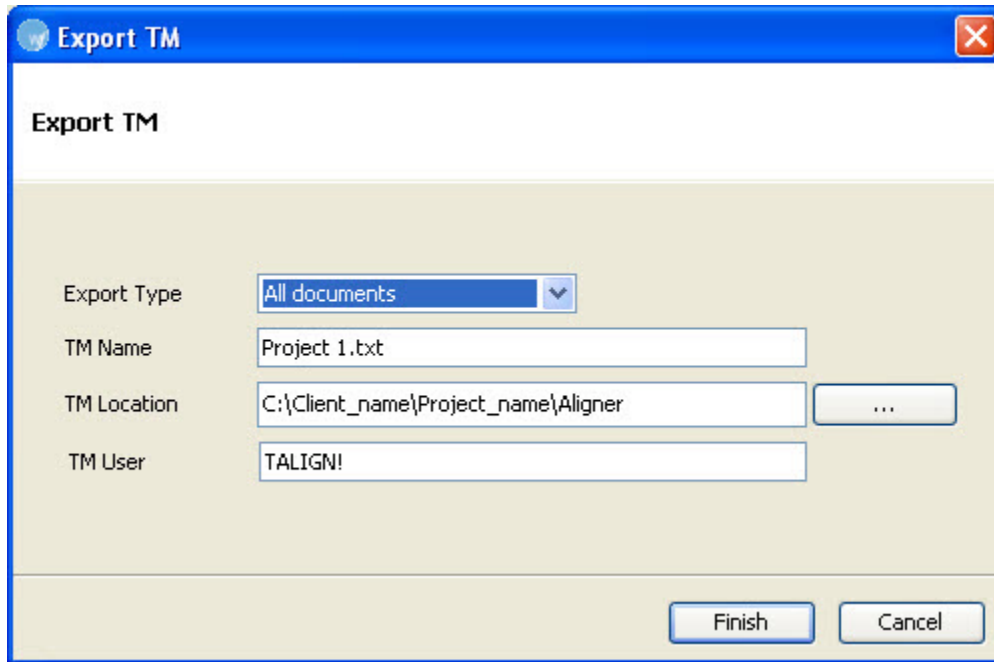 Export TM
Export TM
Export Type All documents
TM Name Project 1.txt
TM Location C:\Client_name\Project_name\Aligner ...
TM User TALIGN!
Finish Cancel